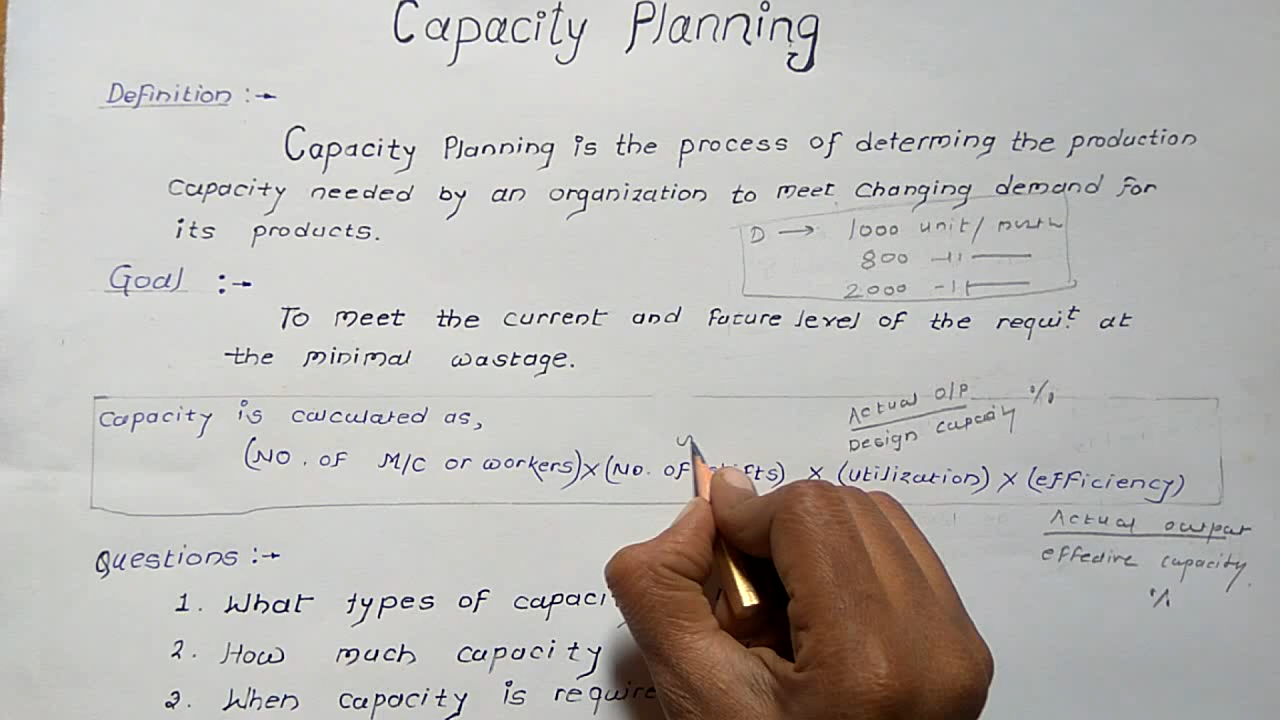 Capacity Planning
Definition :→
Capacity Planning is the process of determing the production
capacity needed by an organization to meet changing demand for
its products.
D → 1000 unit/ month
800 -11-
2000 -11-
Goal :→
To meet the current and future level of the requit. at
the minimal wastage.
Actual O/P %
Design capacity
Capacity is calculated as,
(NO. of M/C or workers) × (NO. of shifts) × (utilization) × (efficiency)
Actual output
effective capacity
%
Questions :→
1. What types of capaci
2. How much capacity
2. When capacity is require